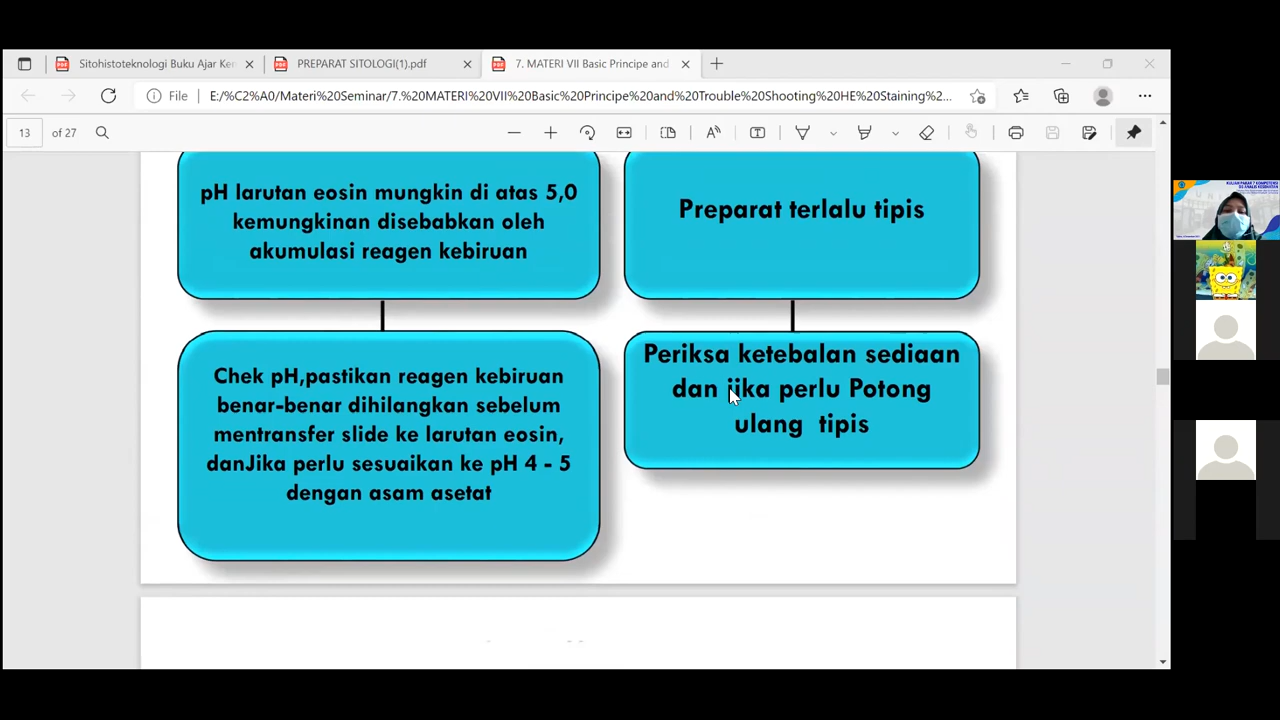 Sitohistoteknologi Buku Ajar Ke
PREPARAT SITOLOGI(1).pdf
7. MATERI VII Basic Principe and
File
E:/%C2%A0/Materi%20Seminar/7.%20MATERI%20VII%20Basic%20Principe%20and%20Trouble%20Shooting%20HE%20Staining%2...
13 of 27
pH larutan eosin mungkin di atas 5,0
kemungkinan disebabkan oleh
akumulasi reagen kebiruan
Preparat terlalu tipis
Chek pH,pastikan reagen kebiruan
benar-benar dihilangkan sebelum
mentransfer slide ke larutan eosin,
danJika perlu sesuaikan ke pH 4 - 5
dengan asam asetat
Periksa ketebalan sediaan
dan jika perlu Potong
ulang tipis